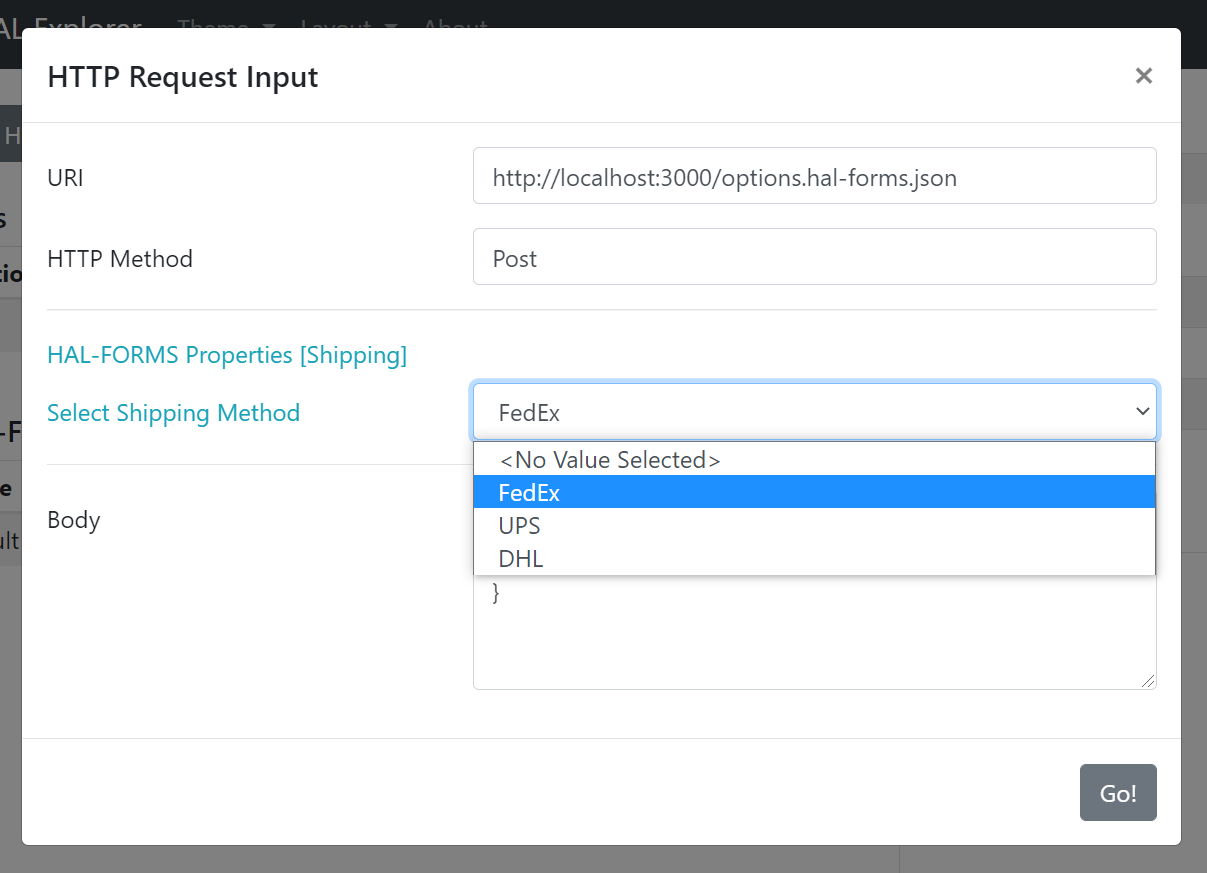 HAL Explorer Theme Layout About
HTTP Request Input ×
URI http://localhost:3000/options.hal-forms.json
HTTP Method Post
HAL-FORMS Properties [Shipping]
Select Shipping Method FedEx
<No Value Selected>
FedEx
UPS
Body
DHL
}
Go!